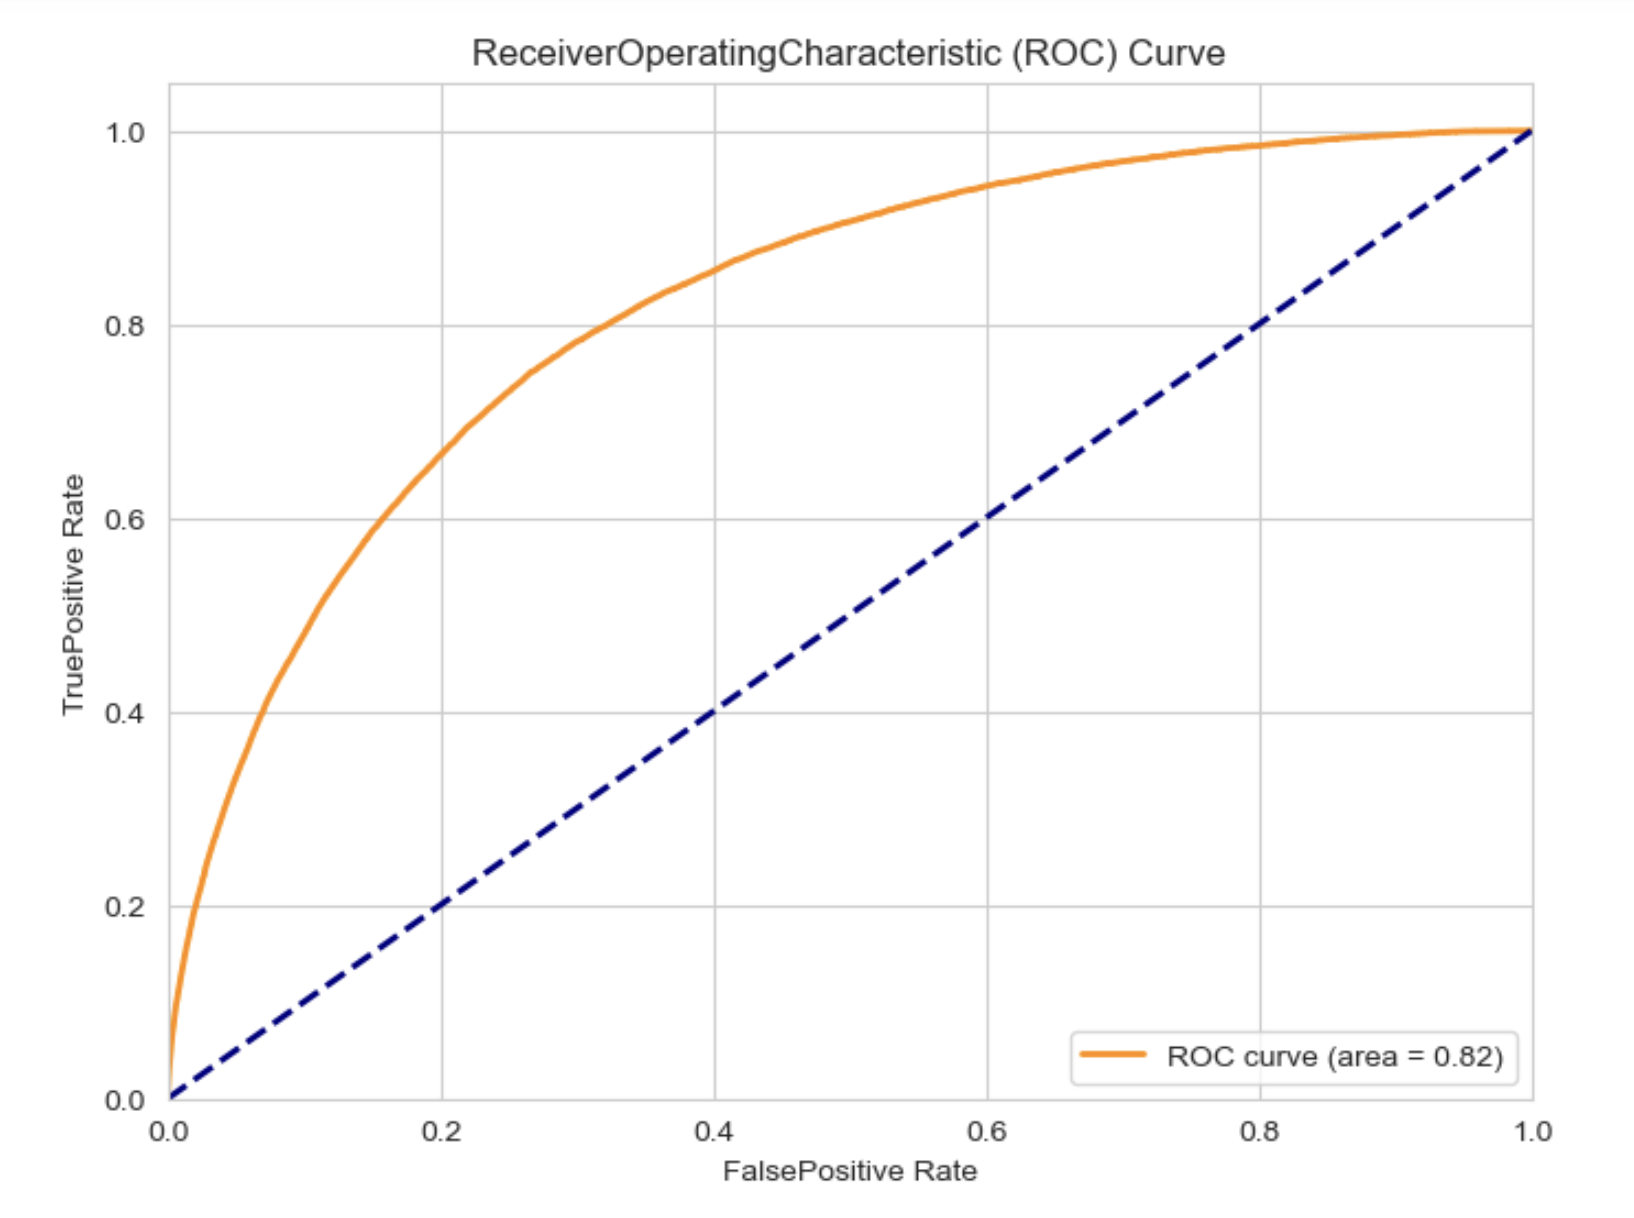 ReceiverOperatingCharacteristic (ROC) Curve
1.0
0.8
0.6
0.4
0.2
0.0
TruePositive Rate
ROC curve (area = 0.82)
0.0 0.2 0.4 0.6 0.8 1.0
FalsePositive Rate